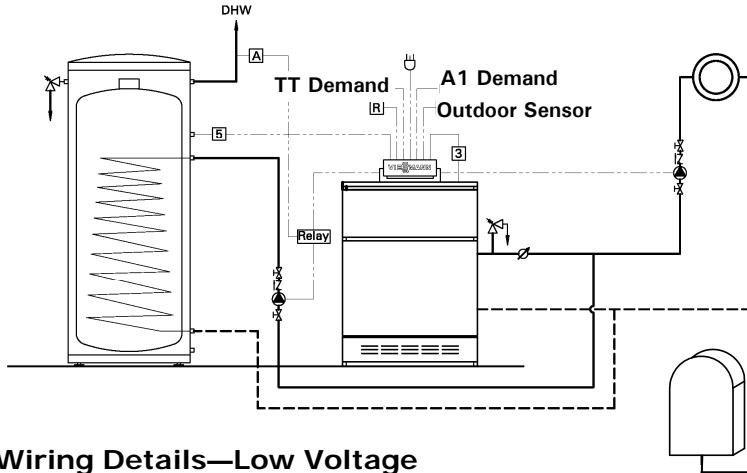 DHW
A
TT Demand
A1 Demand
R
Outdoor Sensor
5
3
VIESMANN
Relay
Wiring Details—Low Voltage